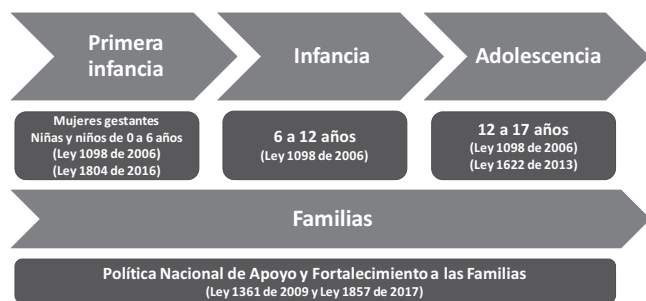 Primera
infancia
Infancia
Adolescencia
Mujeres gestantes
Niñas y niños de 0 a 6 años
(Ley 1098 de 2006)
(Ley 1804 de 2016)
6 a 12 años
(Ley 1098 de 2006)
12 a 17 años
(Ley 1098 de 2006)
(Ley 1622 de 2013)
Familias
Política Nacional de Apoyo y Fortalecimiento a las Familias
(Ley 1361 de 2009 y Ley 1857 de 2017)